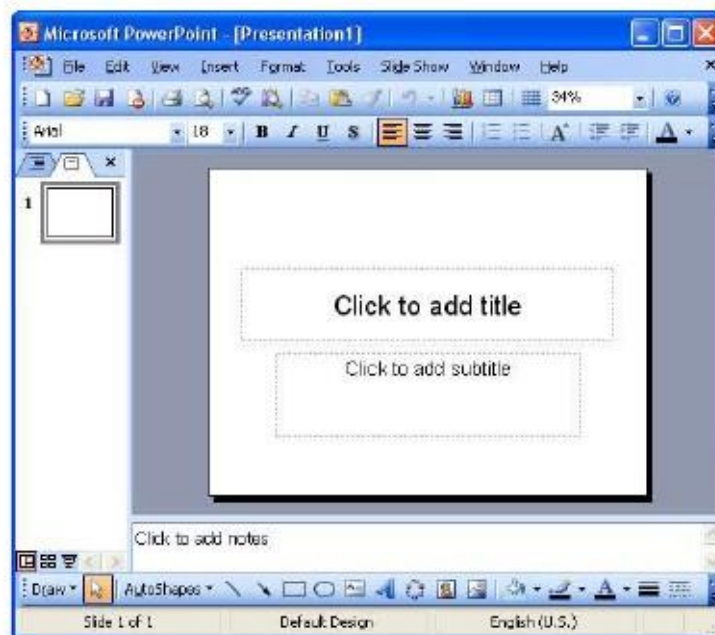 Microsoft PowerPoint - [Presentation1]
File Edit View Insert Format Tools Slide Show Window Help
34%
Arial 18 B I U S A A
1
Click to add title
Click to add subtitle
Click to add notes
Draw AutoShapes A
Slide 1 of 1 Default Design English (U.S.)